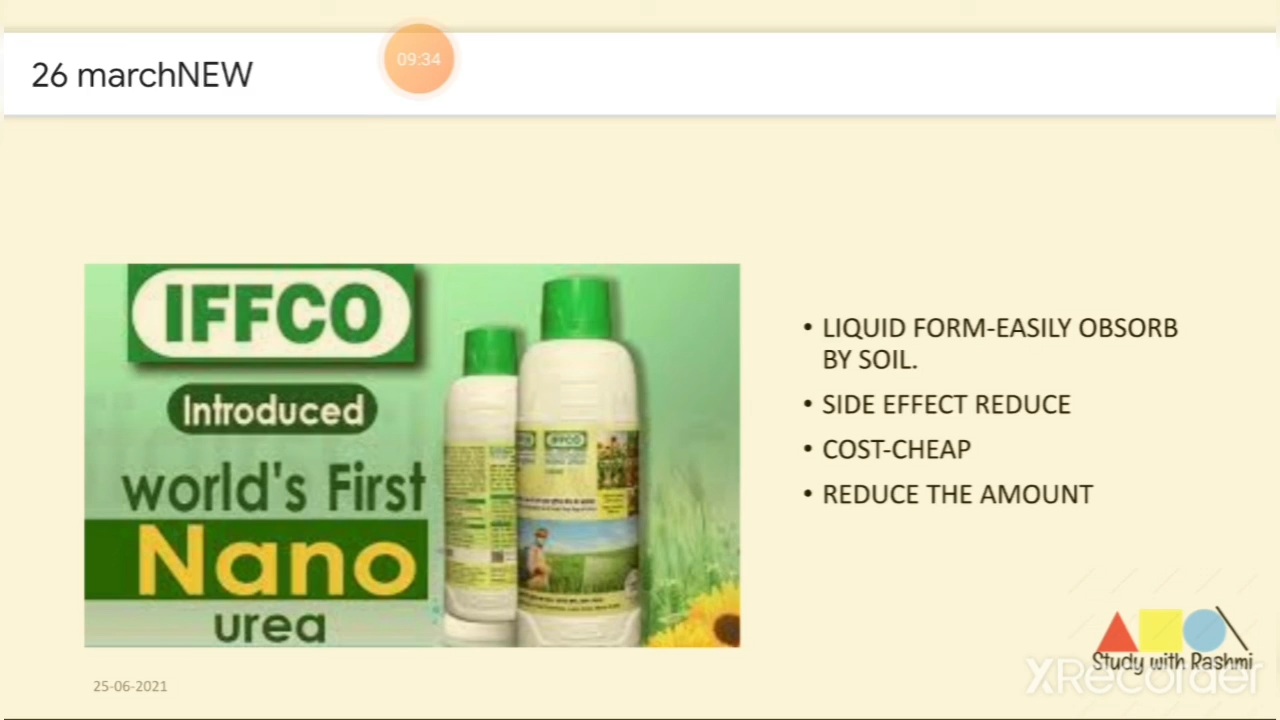 09:34
26 marchNEW
IFFCO
Introduced
world's First
Nano
urea
IFFCO
• LIQUID FORM-EASILY OBSORB
BY SOIL.
• SIDE EFFECT REDUCE
• COST-CHEAP
• REDUCE THE AMOUNT
25-06-2021
Study with Rashmi
XRecorder